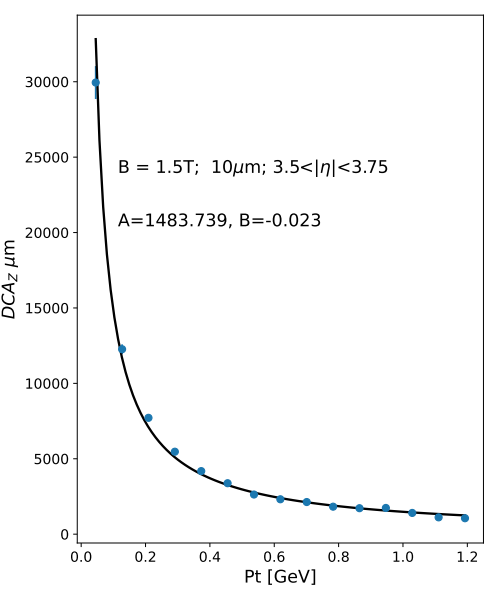 30000
25000
20000
15000
10000
5000
0
DCA_Z μm
B = 1.5T;  10μm; 3.5<|η|<3.75
A=1483.739, B=-0.023
0.0 0.2 0.4 0.6 0.8 1.0 1.2
Pt [GeV]